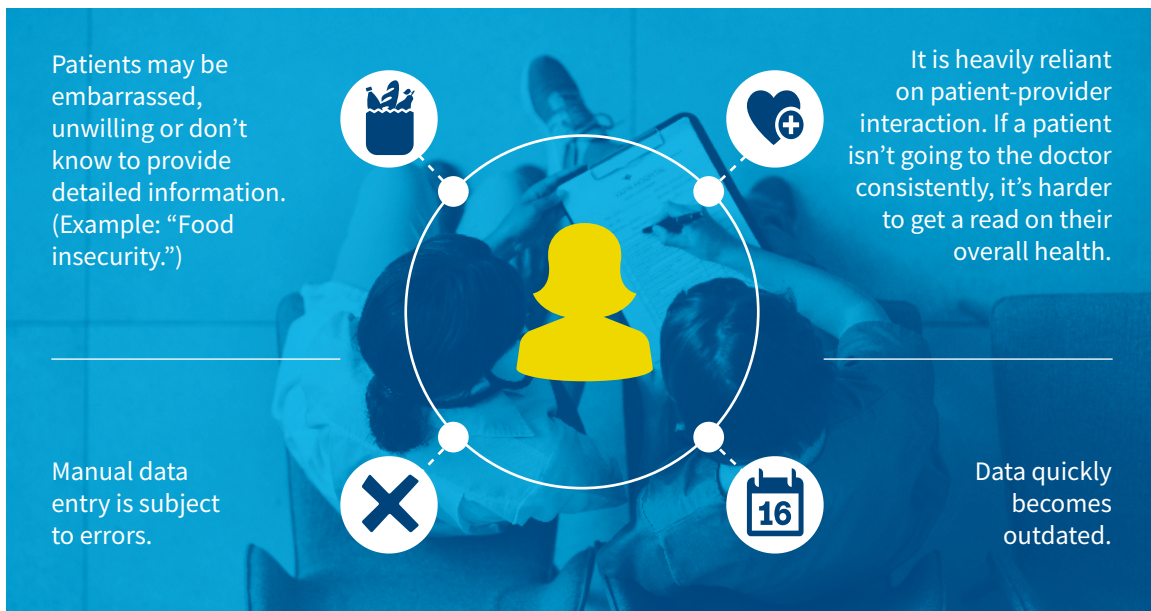 Patients may be
embarrassed,
unwilling or don't
know to provide
detailed information.
(Example: “Food
insecurity.”)
It is heavily reliant
on patient-provider
interaction. If a patient
isn't going to the doctor
consistently, it's harder
to get a read on their
overall health.
Manual data
entry is subject
to errors.
16
Data quickly
becomes
outdated.